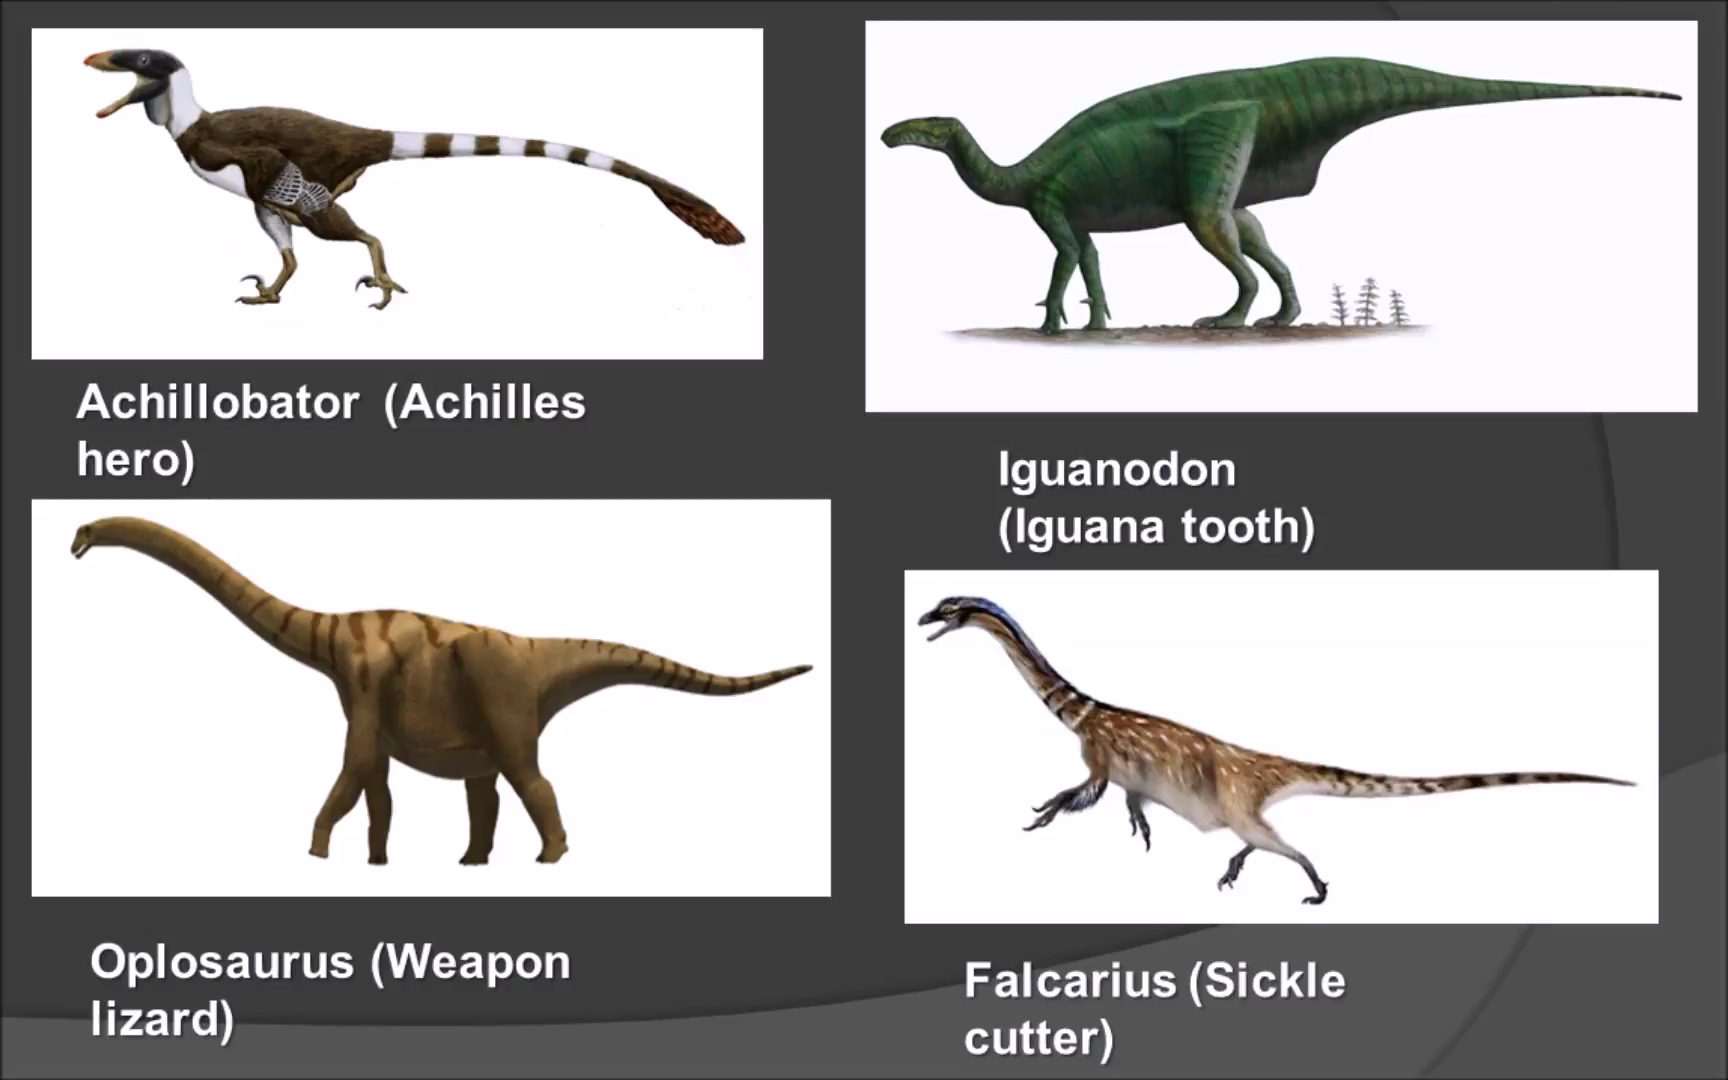 Achillobator (Achilles
hero)
Iguanodon
(Iguana tooth)
Oplosaurus (Weapon
lizard)
Falcarius (Sickle
cutter)